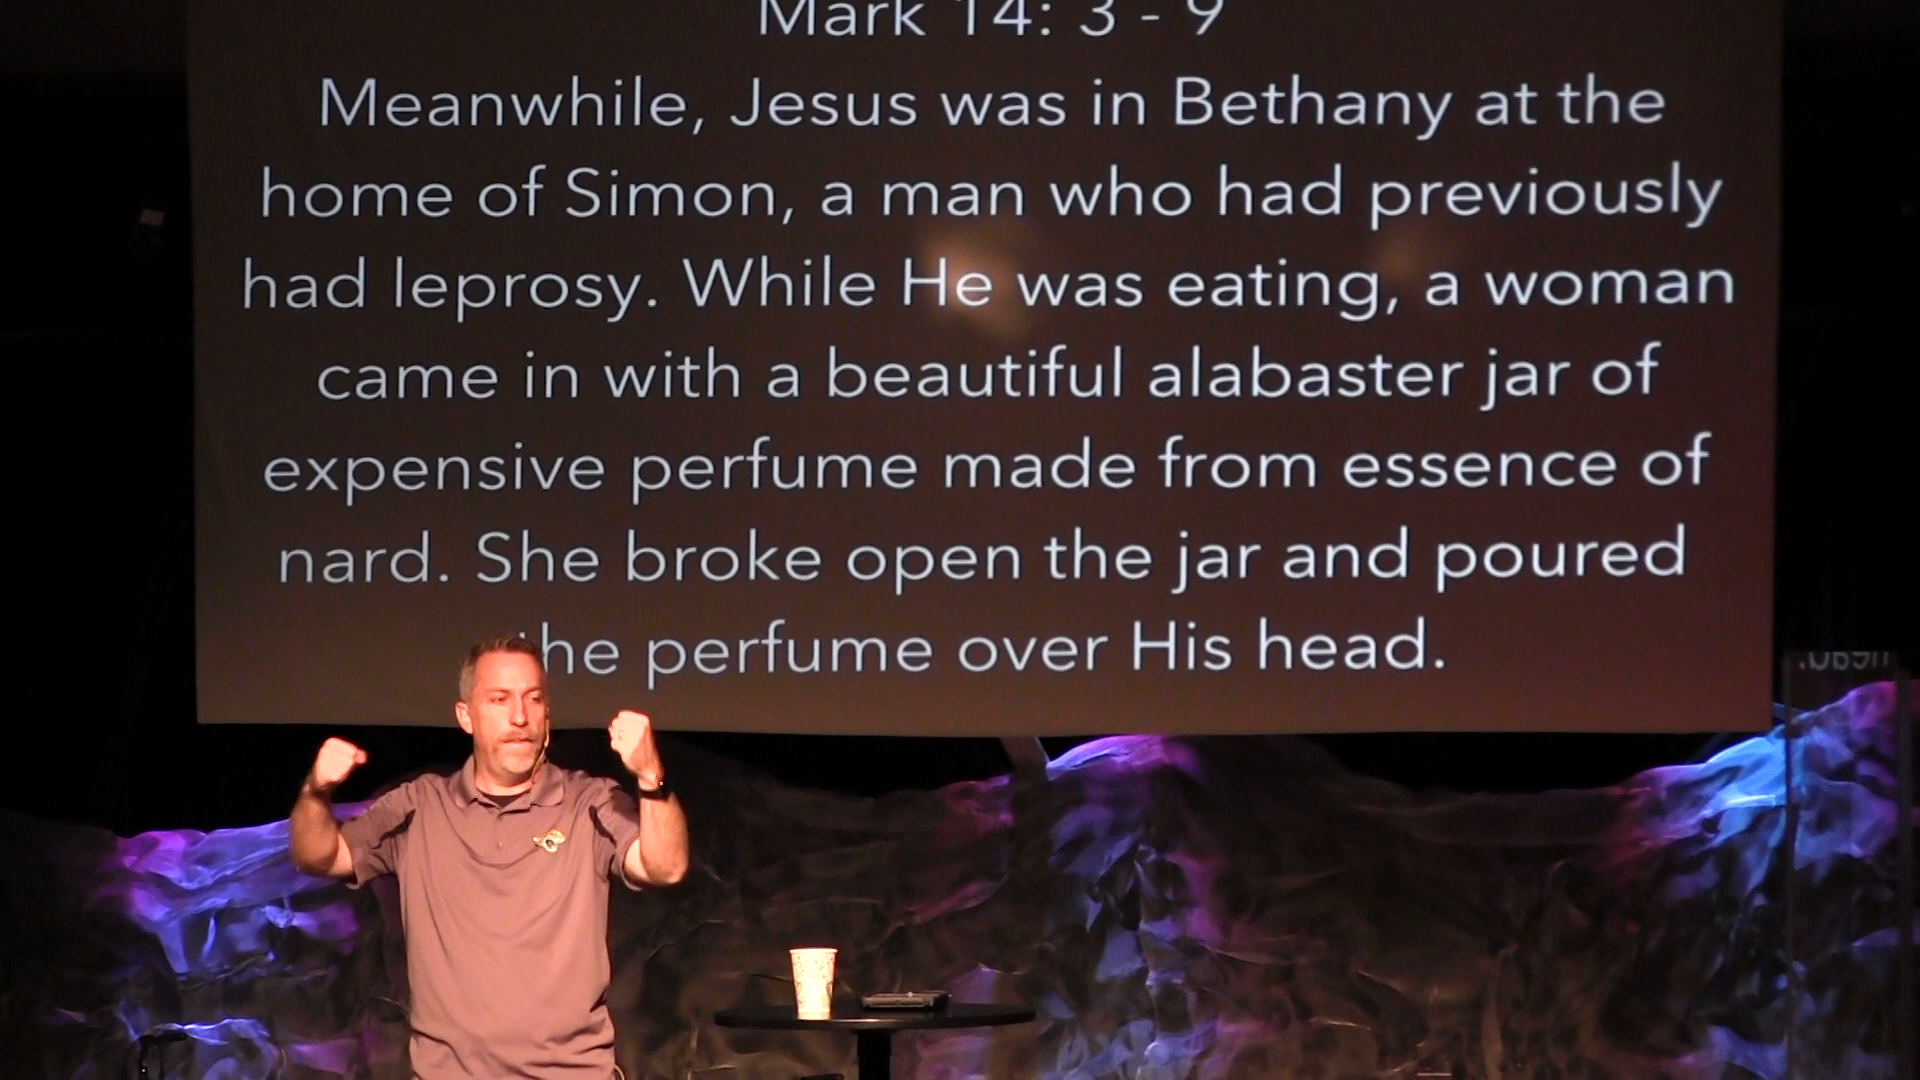 Mark 14: 3 - 9
Meanwhile, Jesus was in Bethany at the
home of Simon, a man who had previously
had leprosy. While He was eating, a woman
came in with a beautiful alabaster jar of
expensive perfume made from essence of
nard. She broke open the jar and poured
the perfume over His head.